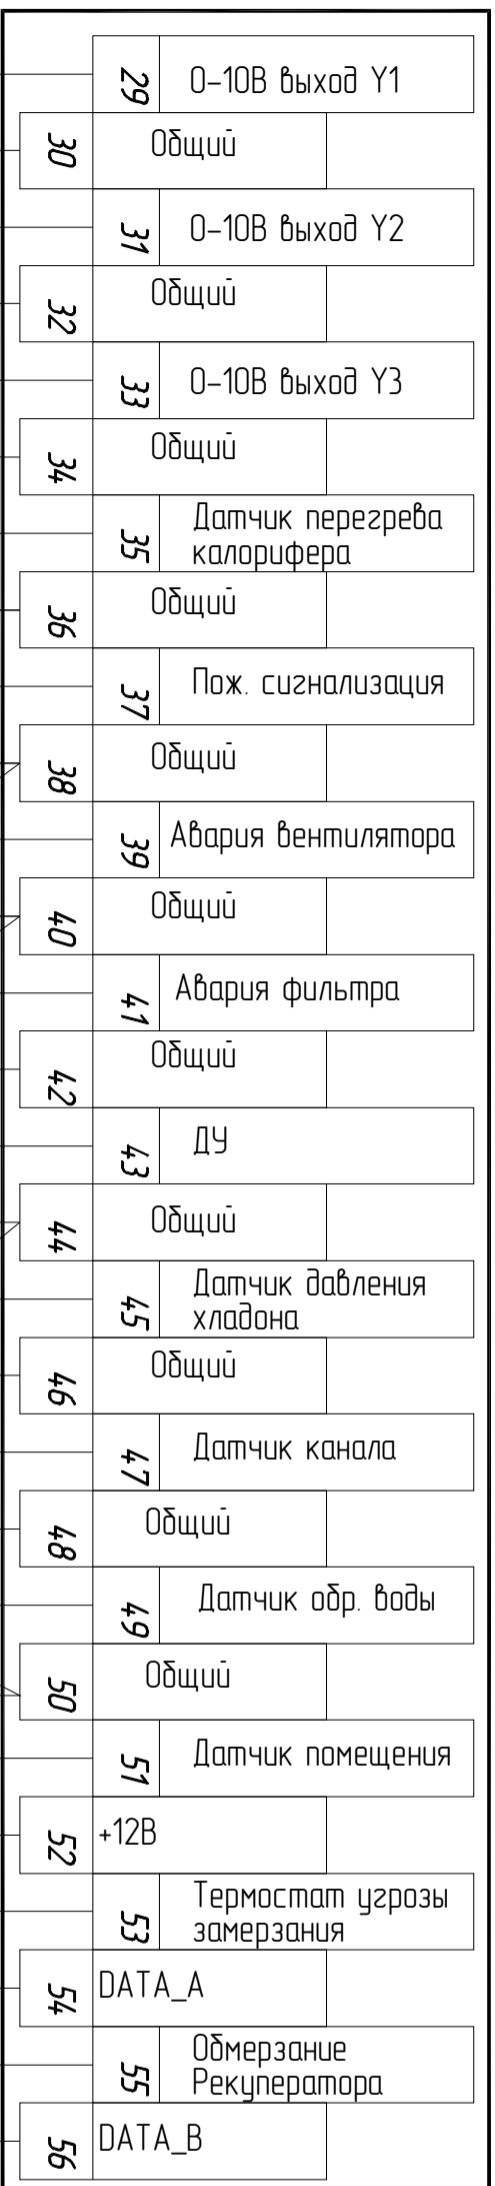 29 0-10В выход Y1
30 Общий
31 0-10В выход Y2
32 Общий
33 0-10В выход Y3
34 Общий
35 Датчик перегрева
калорифера
36 Общий
37 Пож. сигнализация
38 Общий
39 Авария вентилятора
40 Общий
41 Авария фильтра
42 Общий
43 ДУ
44 Общий
45 Датчик давления
хладона
46 Общий
47 Датчик канала
48 Общий
49 Датчик обр. воды
50 Общий
51 Датчик помещения
52 +12В
53 Термостат угрозы
замерзания
54 DATA_A
55 Обмерзание
Рекуператора
56 DATA_B